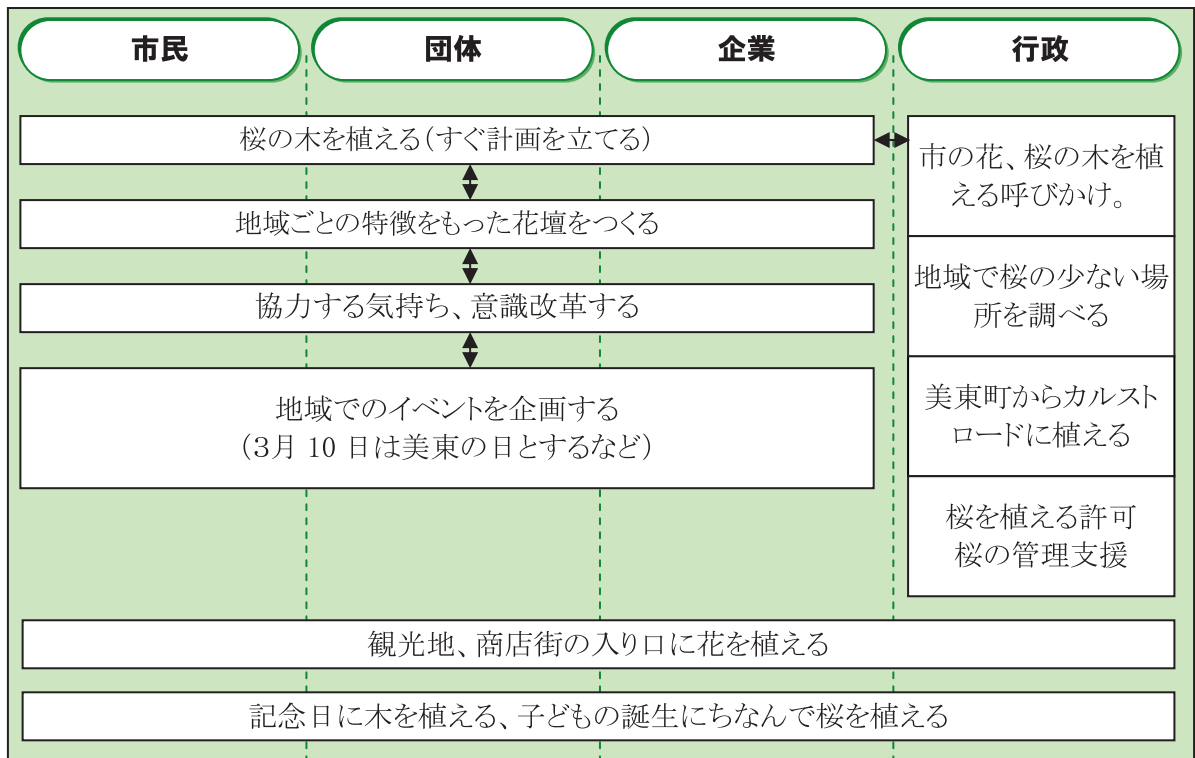 市民
団体
企業
行政
桜の木を植える(すぐ計画を立てる)
地域ごとの特徴をもった花壇をつくる
協力する気持ち、意識改革する
地域でのイベントを企画する
(3月 10 日は美東の日とするなど)
市の花、桜の木を植
える呼びかけ。
地域で桜の少ない場
所を調べる
美東町からカルスト
ロードに植える
桜を植える許可
桜の管理支援
観光地、商店街の入り口に花を植える
記念日に木を植える、子どもの誕生にちなんで桜を植える